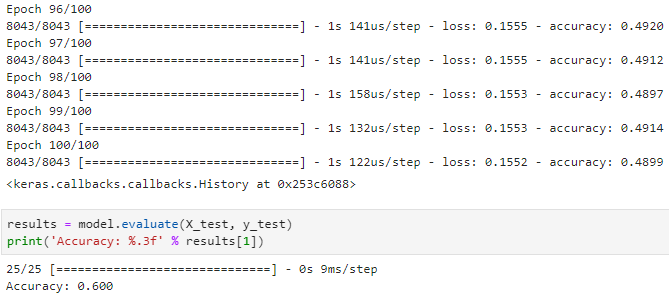 Epoch 96/100
8043/8043 [==============================] - 1s 141us/step - loss: 0.1555 - accuracy: 0.4920
Epoch 97/100
8043/8043 [==============================] - 1s 141us/step - loss: 0.1555 - accuracy: 0.4912
Epoch 98/100
8043/8043 [==============================] - 1s 158us/step - loss: 0.1553 - accuracy: 0.4897
Epoch 99/100
8043/8043 [==============================] - 1s 132us/step - loss: 0.1553 - accuracy: 0.4914
Epoch 100/100
8043/8043 [==============================] - 1s 122us/step - loss: 0.1552 - accuracy: 0.4899
<keras.callbacks.callbacks.History at 0x253c6088>
results = model.evaluate(X_test, y_test)
print('Accuracy: %.3f' % results[1])
25/25 [==============================] - 0s 9ms/step
Accuracy: 0.600